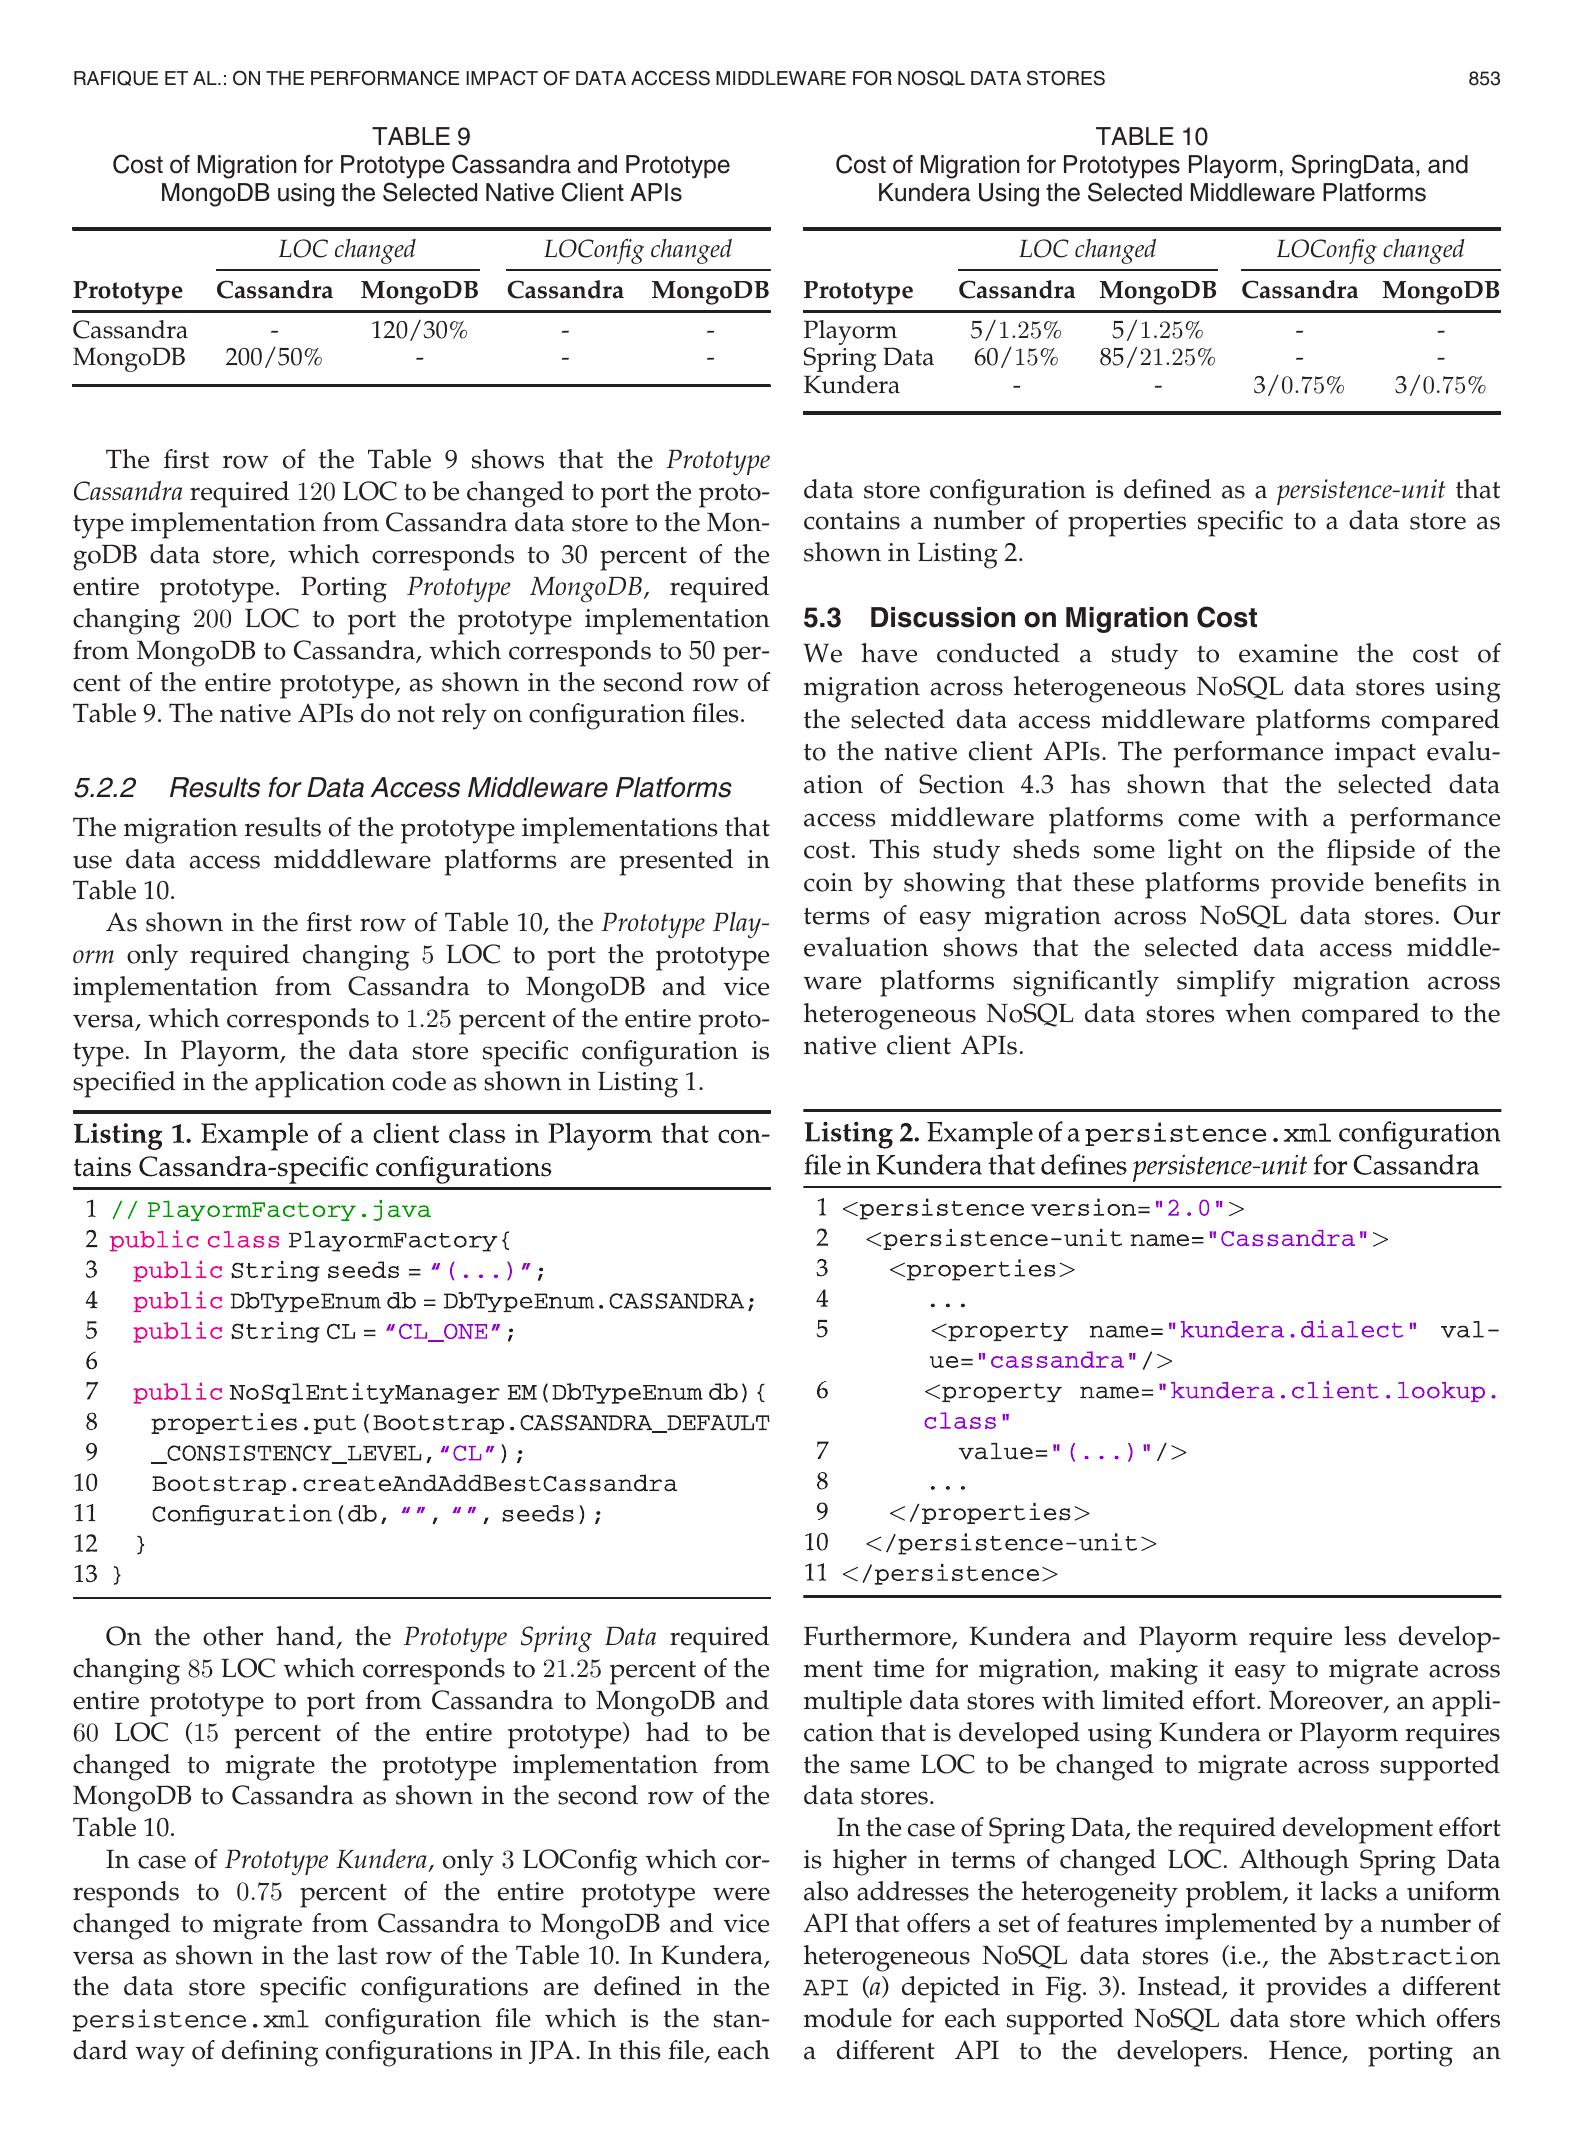 RAFIQUE ET AL.: ON THE PERFORMANCE IMPACT OF DATA ACCESS MIDDLEWARE FOR NOSQL DATA STORES 853
TABLE 9
Cost of Migration for Prototype Cassandra and Prototype
MongoDB using the Selected Native Client APIs
LOC changed LOConfig changed
Prototype Cassandra MongoDB Cassandra MongoDB
Cassandra - 120/30% - -
MongoDB 200/50% - - -
The first row of the Table 9 shows that the Prototype
Cassandra required 120 LOC to be changed to port the proto-
type implementation from Cassandra data store to the Mon-
goDB data store, which corresponds to 30 percent of the
entire prototype. Porting Prototype MongoDB, required
changing 200 LOC to port the prototype implementation
from MongoDB to Cassandra, which corresponds to 50 per-
cent of the entire prototype, as shown in the second row of
Table 9. The native APIs do not rely on configuration files.
5.2.2 Results for Data Access Middleware Platforms
The migration results of the prototype implementations that
use data access midddleware platforms are presented in
Table 10.
As shown in the first row of Table 10, the Prototype Play-
orm only required changing 5 LOC to port the prototype
implementation from Cassandra to MongoDB and vice
versa, which corresponds to 1.25 percent of the entire proto-
type. In Playorm, the data store specific configuration is
specified in the application code as shown in Listing 1.
Listing 1. Example of a client class in Playorm that con-
tains Cassandra-specific configurations
1 // PlayormFactory.java
2 public class PlayormFactory{
3 public String seeds = “(...)”;
4 public DbTypeEnum db = DbTypeEnum.CASSANDRA;
5 public String CL = “CL_ONE”;
6
7 public NoSqlEntityManager EM(DbTypeEnum db){
8 properties.put(Bootstrap.CASSANDRA_DEFAULT
9 _CONSISTENCY_LEVEL,“CL”);
10 Bootstrap.createAndAddBestCassandra
11 Configuration(db, “”, “”, seeds);
12 }
13 }
On the other hand, the Prototype Spring Data required
changing 85 LOC which corresponds to 21.25 percent of the
entire prototype to port from Cassandra to MongoDB and
60 LOC (15 percent of the entire prototype) had to be
changed to migrate the prototype implementation from
MongoDB to Cassandra as shown in the second row of the
Table 10.
In case of Prototype Kundera, only 3 LOConfig which cor-
responds to 0.75 percent of the entire prototype were
changed to migrate from Cassandra to MongoDB and vice
versa as shown in the last row of the Table 10. In Kundera,
the data store specific configurations are defined in the
persistence.xml configuration file which is the stan-
dard way of defining configurations in JPA. In this file, each
TABLE 10
Cost of Migration for Prototypes Playorm, SpringData, and
Kundera Using the Selected Middleware Platforms
LOC changed LOConfig changed
Prototype Cassandra MongoDB Cassandra MongoDB
Playorm 5/1.25% 5/1.25% - -
Spring Data 60/15% 85/21.25% - -
Kundera - - 3/0.75% 3/0.75%
data store configuration is defined as a persistence-unit that
contains a number of properties specific to a data store as
shown in Listing 2.
5.3 Discussion on Migration Cost
We have conducted a study to examine the cost of
migration across heterogeneous NoSQL data stores using
the selected data access middleware platforms compared
to the native client APIs. The performance impact evalu-
ation of Section 4.3 has shown that the selected data
access middleware platforms come with a performance
cost. This study sheds some light on the flipside of the
coin by showing that these platforms provide benefits in
terms of easy migration across NoSQL data stores. Our
evaluation shows that the selected data access middle-
ware platforms significantly simplify migration across
heterogeneous NoSQL data stores when compared to the
native client APIs.
Listing 2. Example of a persistence.xml configuration
file in Kundera that defines persistence-unit for Cassandra
1 <persistence version="2.0">
2 <persistence-unit name="Cassandra">
3 <properties>
4 ...
5 <property name="kundera.dialect" val-
ue="cassandra"/>
6 <property name="kundera.client.lookup.
class"
7 value="(...)"/>
8 ...
9 </properties>
10 </persistence-unit>
11 </persistence>
Furthermore, Kundera and Playorm require less develop-
ment time for migration, making it easy to migrate across
multiple data stores with limited effort. Moreover, an appli-
cation that is developed using Kundera or Playorm requires
the same LOC to be changed to migrate across supported
data stores.
In the case of Spring Data, the required development effort
is higher in terms of changed LOC. Although Spring Data
also addresses the heterogeneity problem, it lacks a uniform
API that offers a set of features implemented by a number of
heterogeneous NoSQL data stores (i.e., the Abstraction
API (a) depicted in Fig. 3). Instead, it provides a different
module for each supported NoSQL data store which offers
a different API to the developers. Hence, porting an